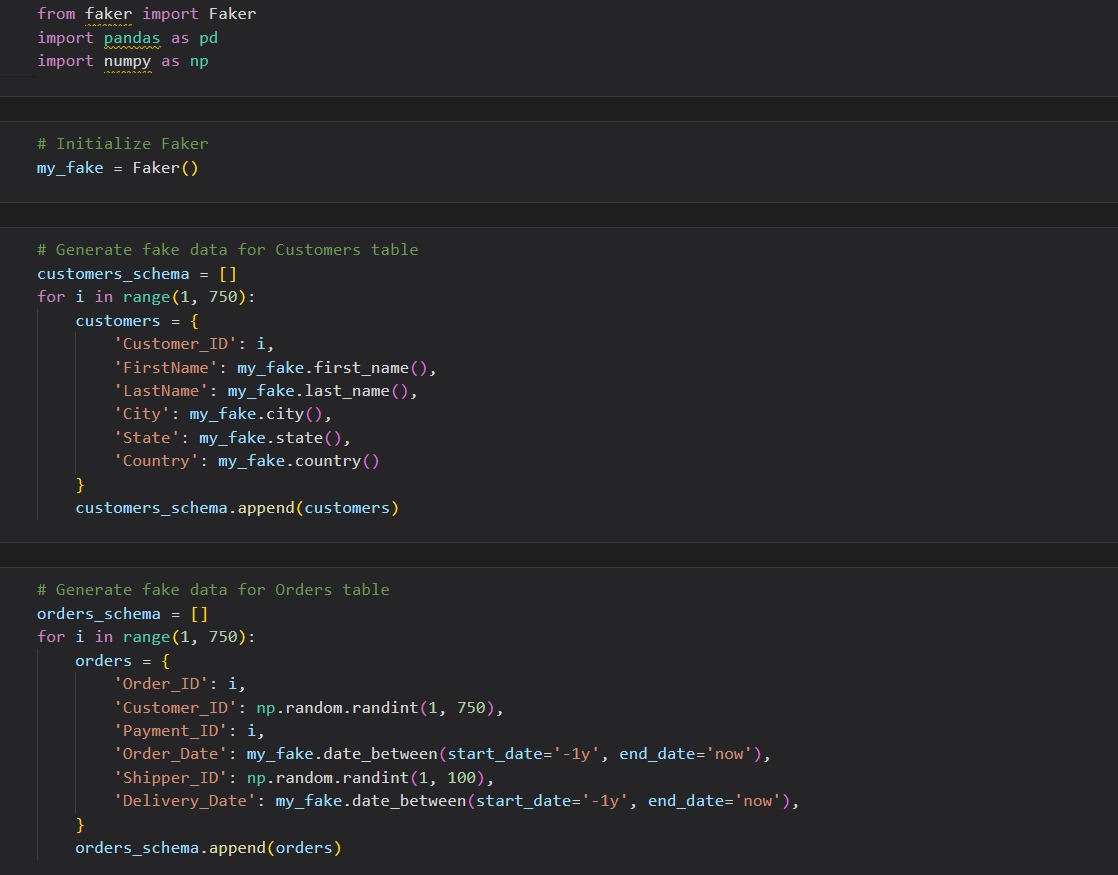 from faker import Faker
import pandas as pd
import numpy as np
# Initialize Faker
my_fake = Faker()
# Generate fake data for Customers table
customers_schema = []
for i in range(1, 750):
    customers = {
        'Customer_ID': i,
        'FirstName': my_fake.first_name(),
        'LastName': my_fake.last_name(),
        'City': my_fake.city(),
        'State': my_fake.state(),
        'Country': my_fake.country()
    }
    customers_schema.append(customers)
# Generate fake data for Orders table
orders_schema = []
for i in range(1, 750):
    orders = {
        'Order_ID': i,
        'Customer_ID': np.random.randint(1, 750),
        'Payment_ID': i,
        'Order_Date': my_fake.date_between(start_date='-1y', end_date='now'),
        'Shipper_ID': np.random.randint(1, 100),
        'Delivery_Date': my_fake.date_between(start_date='-1y', end_date='now'),
    }
    orders_schema.append(orders)